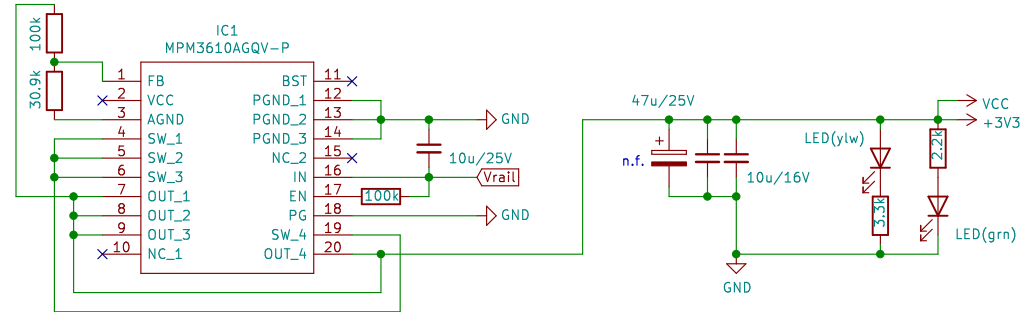 IC1
MPM3610AGQV-P
100k
30.9k
1 FB
2 VCC
3 AGND
4 SW_1
5 SW_2
6 SW_3
7 OUT_1
8 OUT_2
9 OUT_3
10 NC_1
BST 11
PGND_1 12
PGND_2 13
PGND_3 14
NC_2 15
IN 16
EN 17
PG 18
SW_4 19
OUT_4 20
GND
10u/25V
Vrail
100k
GND
47u/25V
+
n.f.
10u/16V
GND
LED(ylw)
3.3k
2.2k
LED(grn)
VCC
+3V3